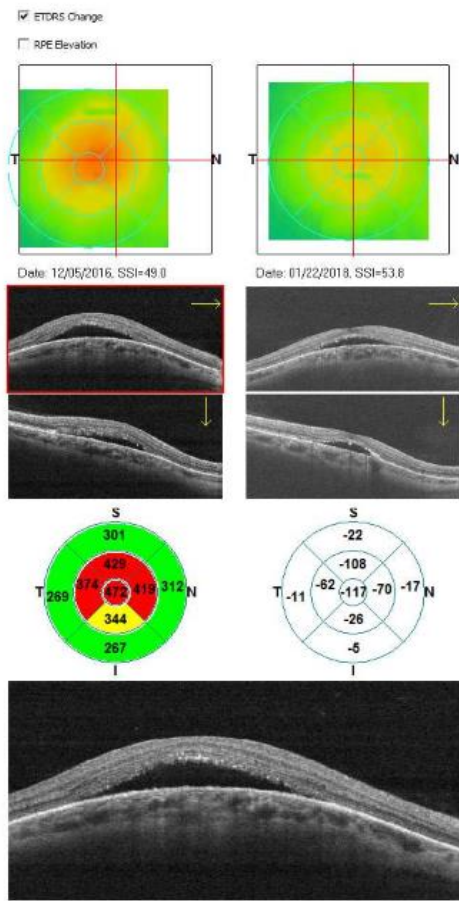 ETDRS Change
RPE Elevation
T N T N
Date: 12/05/2016, SSI=49.0 Date: 01/22/2018, SSI=53.8
S S
301 -22
429 -108
T 269 374 472 419 312 N T -11 -62 -117 -70 -17 N
344 -26
267 -5
I I